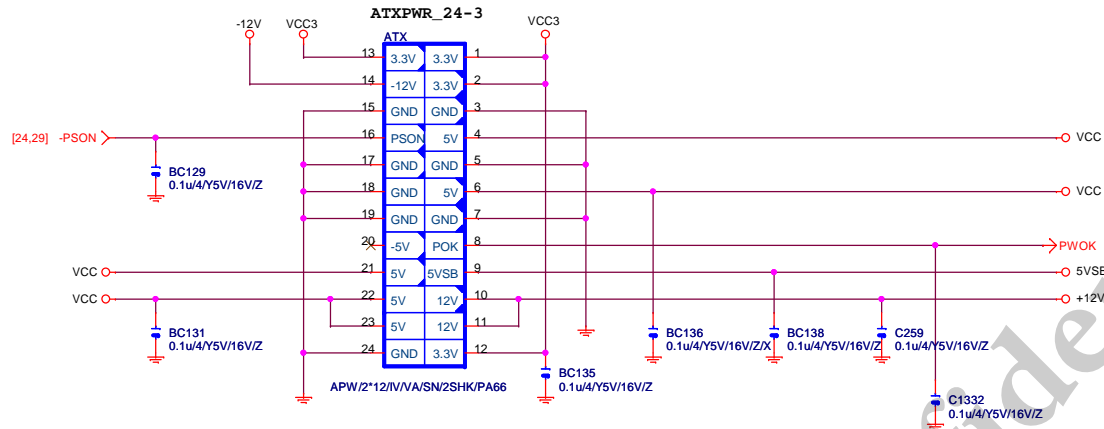 ATXPWR_24-3
-12V VCC3 VCC3
ATX
13 3.3V 3.3V 1
14 -12V 3.3V 2
15 GND GND 3
[24,29] -PSON 16 PSON 5V 4 VCC
17 GND GND 5
BC129
0.1u/4/Y5V/16V/Z
18 GND 5V 6 VCC
19 GND GND 7
20 -5V POK 8 PWOK
VCC 21 5V 5VSB 9 5VSB
VCC 22 5V 12V 10 +12V
23 5V 12V 11
BC131
0.1u/4/Y5V/16V/Z
BC136
0.1u/4/Y5V/16V/Z/X
BC138
0.1u/4/Y5V/16V/Z
C259
0.1u/4/Y5V/16V/Z
24 GND 3.3V 12
BC135
0.1u/4/Y5V/16V/Z
APW/2*12/IV/VA/SN/2SHK/PA66
C1332
0.1u/4/Y5V/16V/Z
fide